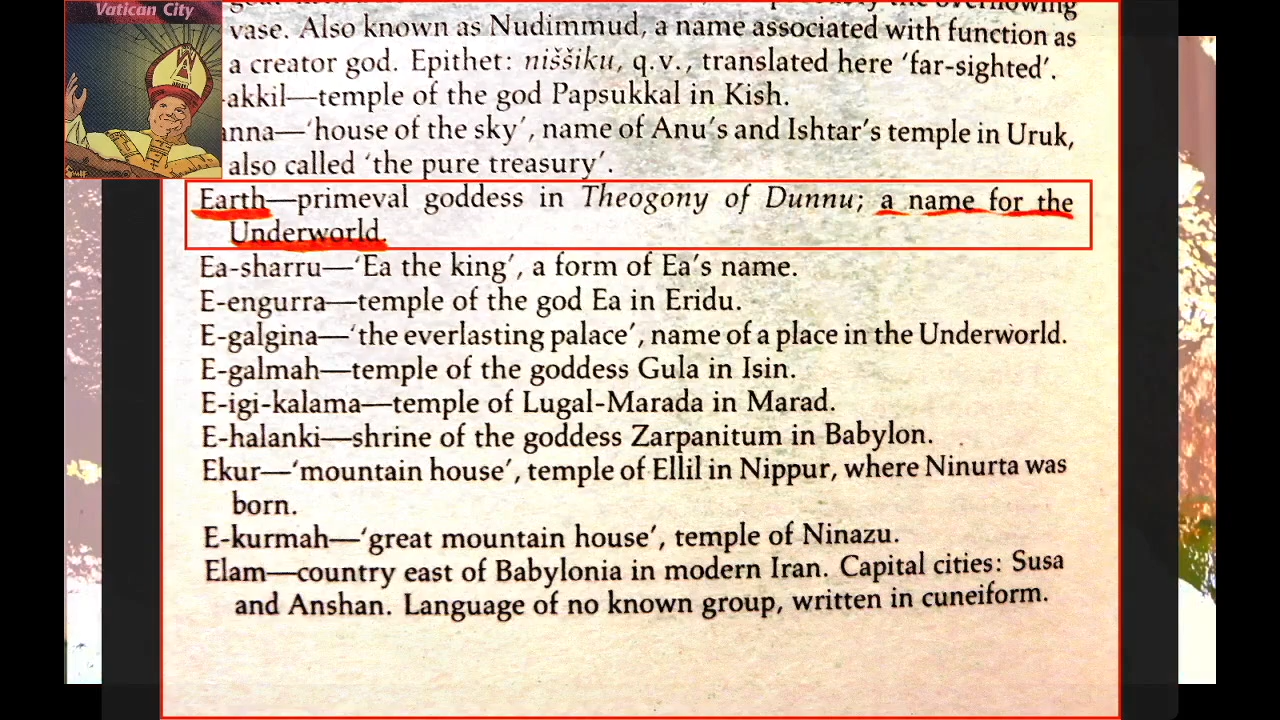 Vatican City
vase. Also known as Nudimmud, a name associated with function as
a creator god. Epithet: niššiku, q.v., translated here ‘far-sighted’.
akkil—temple of the god Papsukkal in Kish.
anna—‘house of the sky’, name of Anu’s and Ishtar’s temple in Uruk,
also called ‘the pure treasury’.
Earth—primeval goddess in Theogony of Dunnu; a name for the
Underworld.
Ea-sharru—‘Ea the king’, a form of Ea’s name.
E-engurra—temple of the god Ea in Eridu.
E-galgina—‘the everlasting palace’, name of a place in the Underworld.
E-galmah—temple of the goddess Gula in Isin.
E-igi-kalama—temple of Lugal-Marada in Marad.
E-halanki—shrine of the goddess Zarpanitum in Babylon.
Ekur—‘mountain house’, temple of Ellil in Nippur, where Ninurta was
born.
E-kurmah—‘great mountain house’, temple of Ninazu.
Elam—country east of Babylonia in modern Iran. Capital cities: Susa
and Anshan. Language of no known group, written in cuneiform.